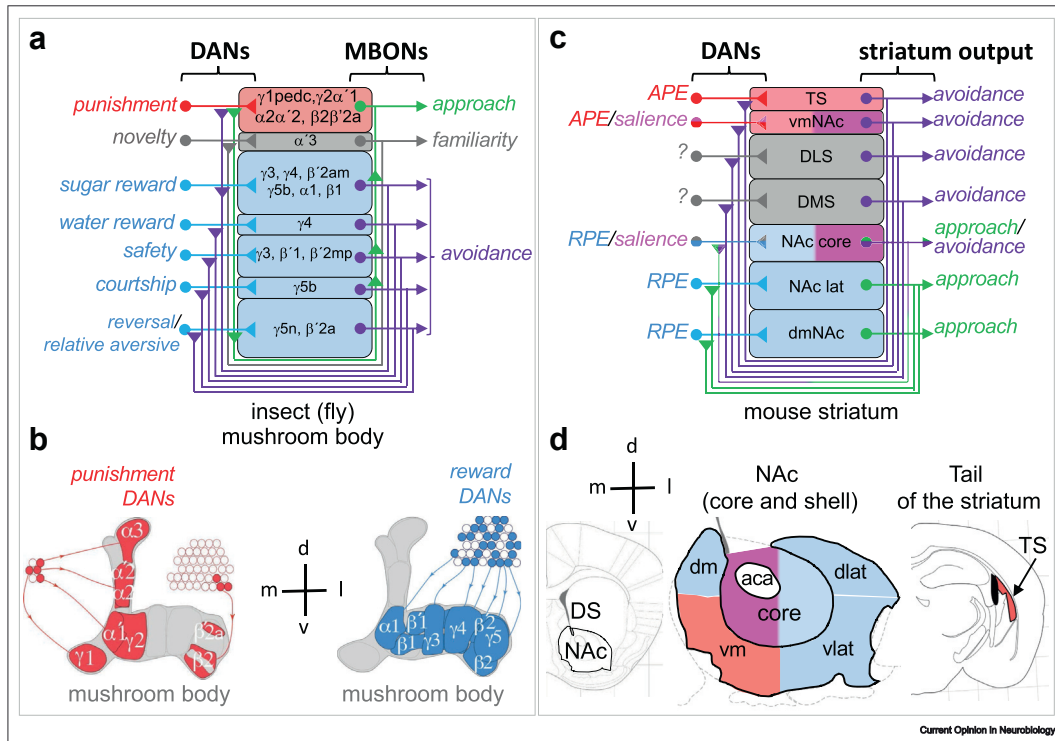 a
DANs MBONs
punishment γ1pedc,γ2α´1 approach
α2α´2, β2β'2a
novelty α´3 familiarity
sugar reward γ3, γ4, β´2am
γ5b, α1, β1
water reward γ4
avoidance
safety γ3, β´1, β´2mp
courtship γ5b
reversal/
relative aversive γ5n, β´2a
insect (fly)
mushroom body
b
punishment DANs
reward DANs
α3
α2
α´1 γ2
γ1
β´2a
β2
d
m l
v
α1 β´1 γ4 β´2
β1 γ3 γ5
β2
mushroom body
mushroom body
c
DANs striatum output
APE TS avoidance
APE/salience vmNAc avoidance
? DLS avoidance
? DMS avoidance
RPE/salience NAc core approach/
avoidance
RPE NAc lat approach
RPE dmNAc approach
mouse striatum
d
d
m l
v
NAc
(core and shell)
Tail
of the striatum
DS
NAc
dm
dlat
aca
core
vm
vlat
TS
Current Opinion in Neurobiology